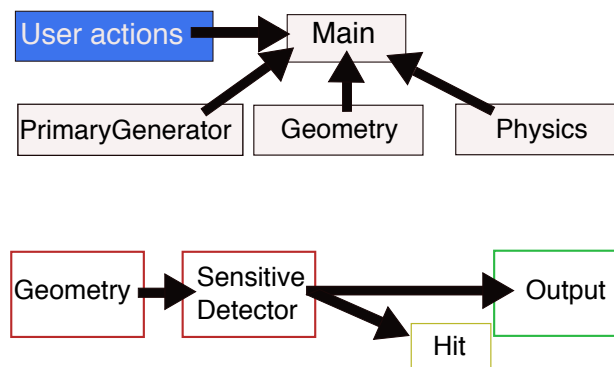 User actions
Main
PrimaryGenerator
Geometry
Physics
Geometry
Sensitive
Detector
Output
Hit